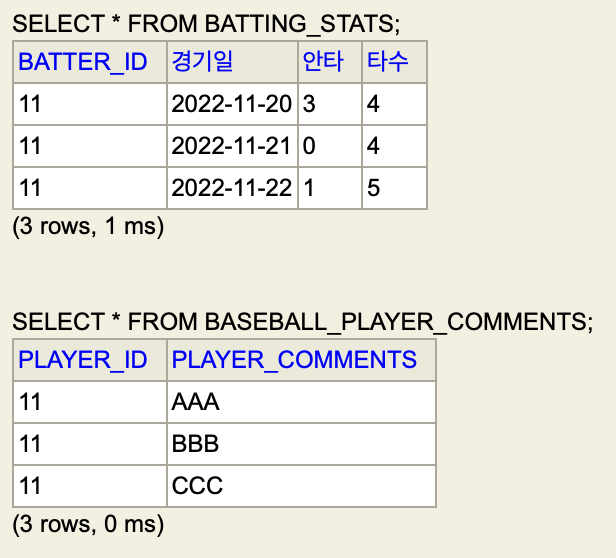 SELECT * FROM BATTING_STATS;
BATTER_ID 경기일 안타 타수
11 2022-11-20 3 4
11 2022-11-21 0 4
11 2022-11-22 1 5
(3 rows, 1 ms)
SELECT * FROM BASEBALL_PLAYER_COMMENTS;
PLAYER_ID PLAYER_COMMENTS
11 AAA
11 BBB
11 CCC
(3 rows, 0 ms)